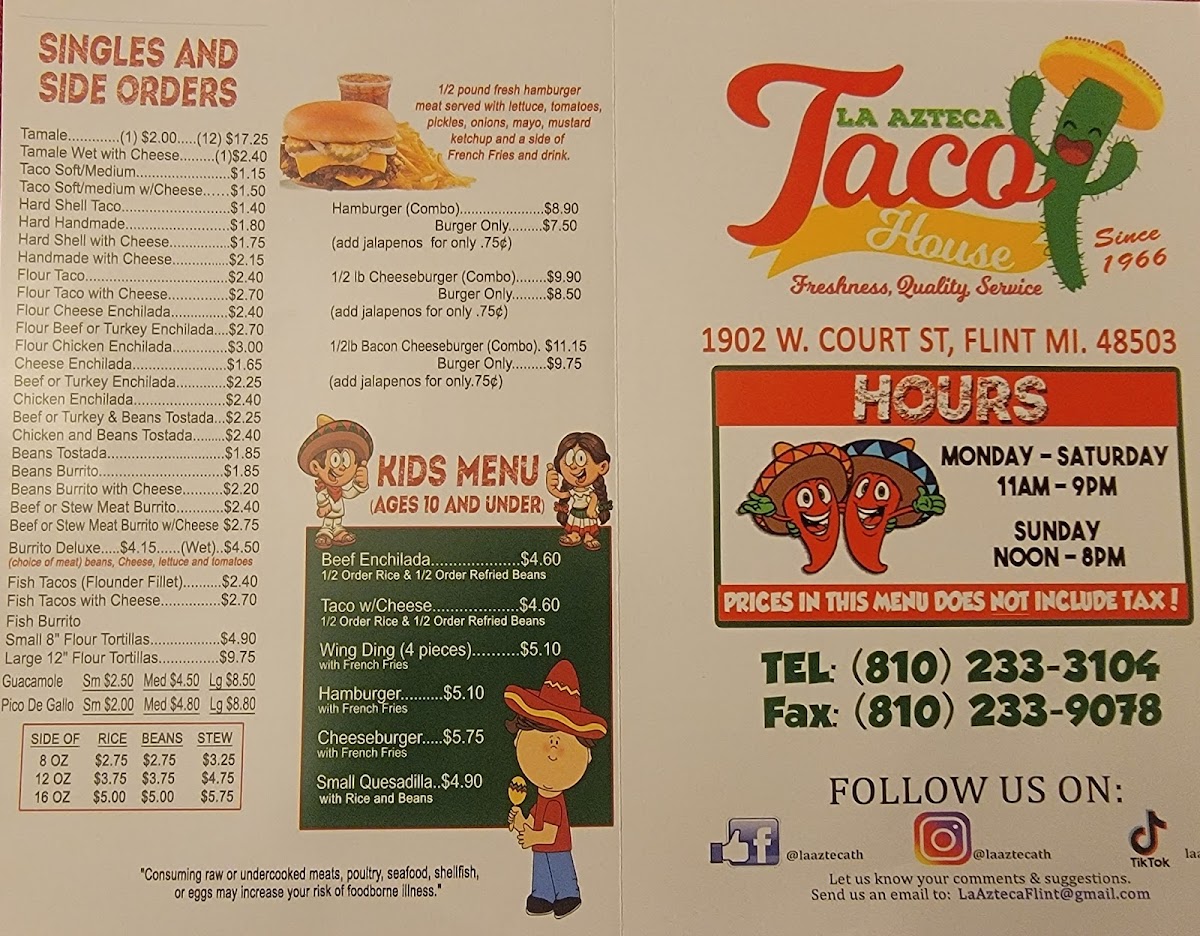 SINGLES AND
SIDE ORDERS
Tamale............(1) $2.00.....(12) $17.25
Tamale Wet with Cheese.........(1)$2.40
Taco Soft/Medium.....................$1.15
Taco Soft/medium w/Cheese......$1.50
Hard Shell Taco.......................$1.40
Hard Handmade.......................$1.80
Hard Shell with Cheese..............$1.75
Handmade with Cheese.............$2.15
Flour Taco................................$2.40
Flour Taco with Cheese..............$2.70
Flour Cheese Enchilada.............$2.40
Flour Beef or Turkey Enchilada...$2.70
Flour Chicken Enchilada.............$3.00
Cheese Enchilada.....................$1.65
Beef or Turkey Enchilada...........$2.25
Chicken Enchilada.....................$2.40
Beef or Turkey & Beans Tostada...$2.25
Chicken and Beans Tostada........$2.40
Beans Tostada..........................$1.85
Beans Burrito............................$1.85
Beans Burrito with Cheese..........$2.20
Beef or Stew Meat Burrito...........$2.40
Beef or Stew Meat Burrito w/Cheese $2.75
Burrito Deluxe.....$4.15......(Wet)..$4.50
(choice of meat) beans, Cheese, lettuce and tomatoes
Fish Tacos (Flounder Fillet).........$2.40
Fish Tacos with Cheese..............$2.70
Fish Burrito
Small 8" Flour Tortillas.................$4.90
Large 12" Flour Tortillas...............$9.75
Guacamole Sm $2.50 Med $4.50 Lg $8.50
Pico De Gallo Sm $2.00 Med $4.80 Lg $8.80
SIDE OF RICE BEANS STEW
8 OZ $2.75 $2.75 $3.25
12 OZ $3.75 $3.75 $4.75
16 OZ $5.00 $5.00 $5.75
1/2 pound fresh hamburger
meat served with lettuce, tomatoes,
pickles, onions, mayo, mustard
ketchup and a side of
French Fries and drink.
Hamburger (Combo)......................$8.90
Burger Only........$7.50
(add jalapenos for only .75¢)
1/2 lb Cheeseburger (Combo).......$9.90
Burger Only.........$8.50
(add jalapenos for only .75¢)
1/2lb Bacon Cheeseburger (Combo). $11.15
Burger Only.........$9.75
(add jalapenos for only.75¢)
KIDS MENU
(AGES 10 AND UNDER)
Beef Enchilada....................$4.60
1/2 Order Rice & 1/2 Order Refried Beans
Taco w/Cheese...................$4.60
1/2 Order Rice & 1/2 Order Refried Beans
Wing Ding (4 pieces)..........$5.10
with French Fries
Hamburger.........$5.10
with French Fries
Cheeseburger.....$5.75
with French Fries
Small Quesadilla..$4.90
with Rice and Beans
"Consuming raw or undercooked meats, poultry, seafood, shellfish,
or eggs may increase your risk of foodborne illness."
LA AZTECA
Taco
House
Since
1966
Freshness, Quality, Service
1902 W. COURT ST, FLINT MI. 48503
HOURS
MONDAY - SATURDAY
11AM - 9PM
SUNDAY
NOON - 8PM
PRICES IN THIS MENU DOES NOT INCLUDE TAX!
TEL: (810) 233-3104
Fax: (810) 233-9078
FOLLOW US ON:
f @laaztecath @laaztecath TikTok la
Let us know your comments & suggestions.
Send us an email to: LaAztecaFlint@gmail.com